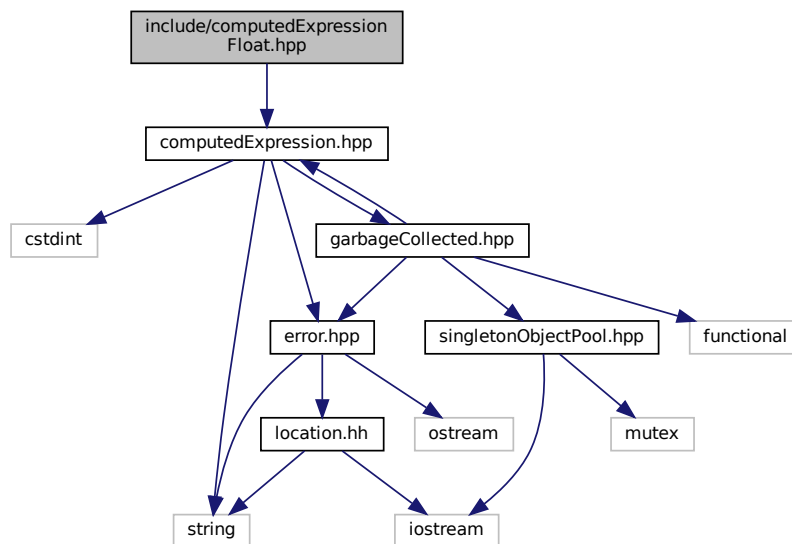 include/computedExpression
Float.hpp
computedExpression.hpp
cstdint
garbageCollected.hpp
error.hpp
singletonObjectPool.hpp
functional
location.hh
ostream
mutex
string
iostream